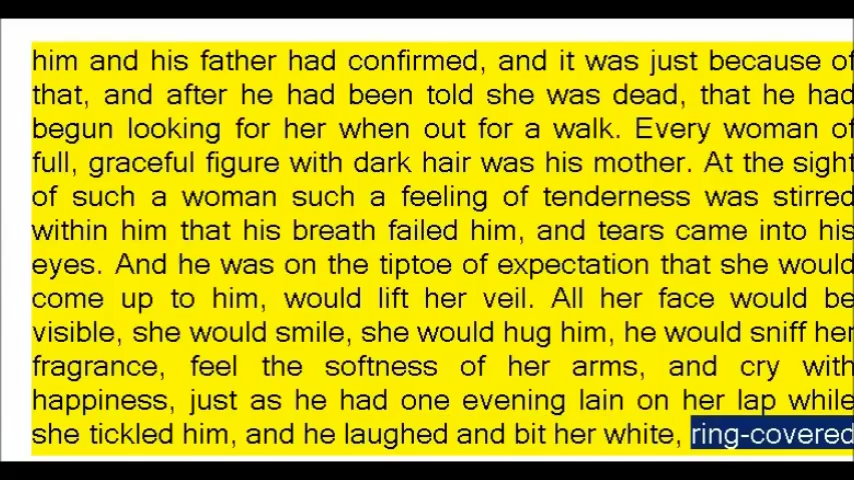 him and his father had confirmed, and it was just because of
that, and after he had been told she was dead, that he had
begun looking for her when out for a walk. Every woman of
full, graceful figure with dark hair was his mother. At the sight
of such a woman such a feeling of tenderness was stirred
within him that his breath failed him, and tears came into his
eyes. And he was on the tiptoe of expectation that she would
come up to him, would lift her veil. All her face would be
visible, she would smile, she would hug him, he would sniff her
fragrance, feel the softness of her arms, and cry with
happiness, just as he had one evening lain on her lap while
she tickled him, and he laughed and bit her white, ring-covered